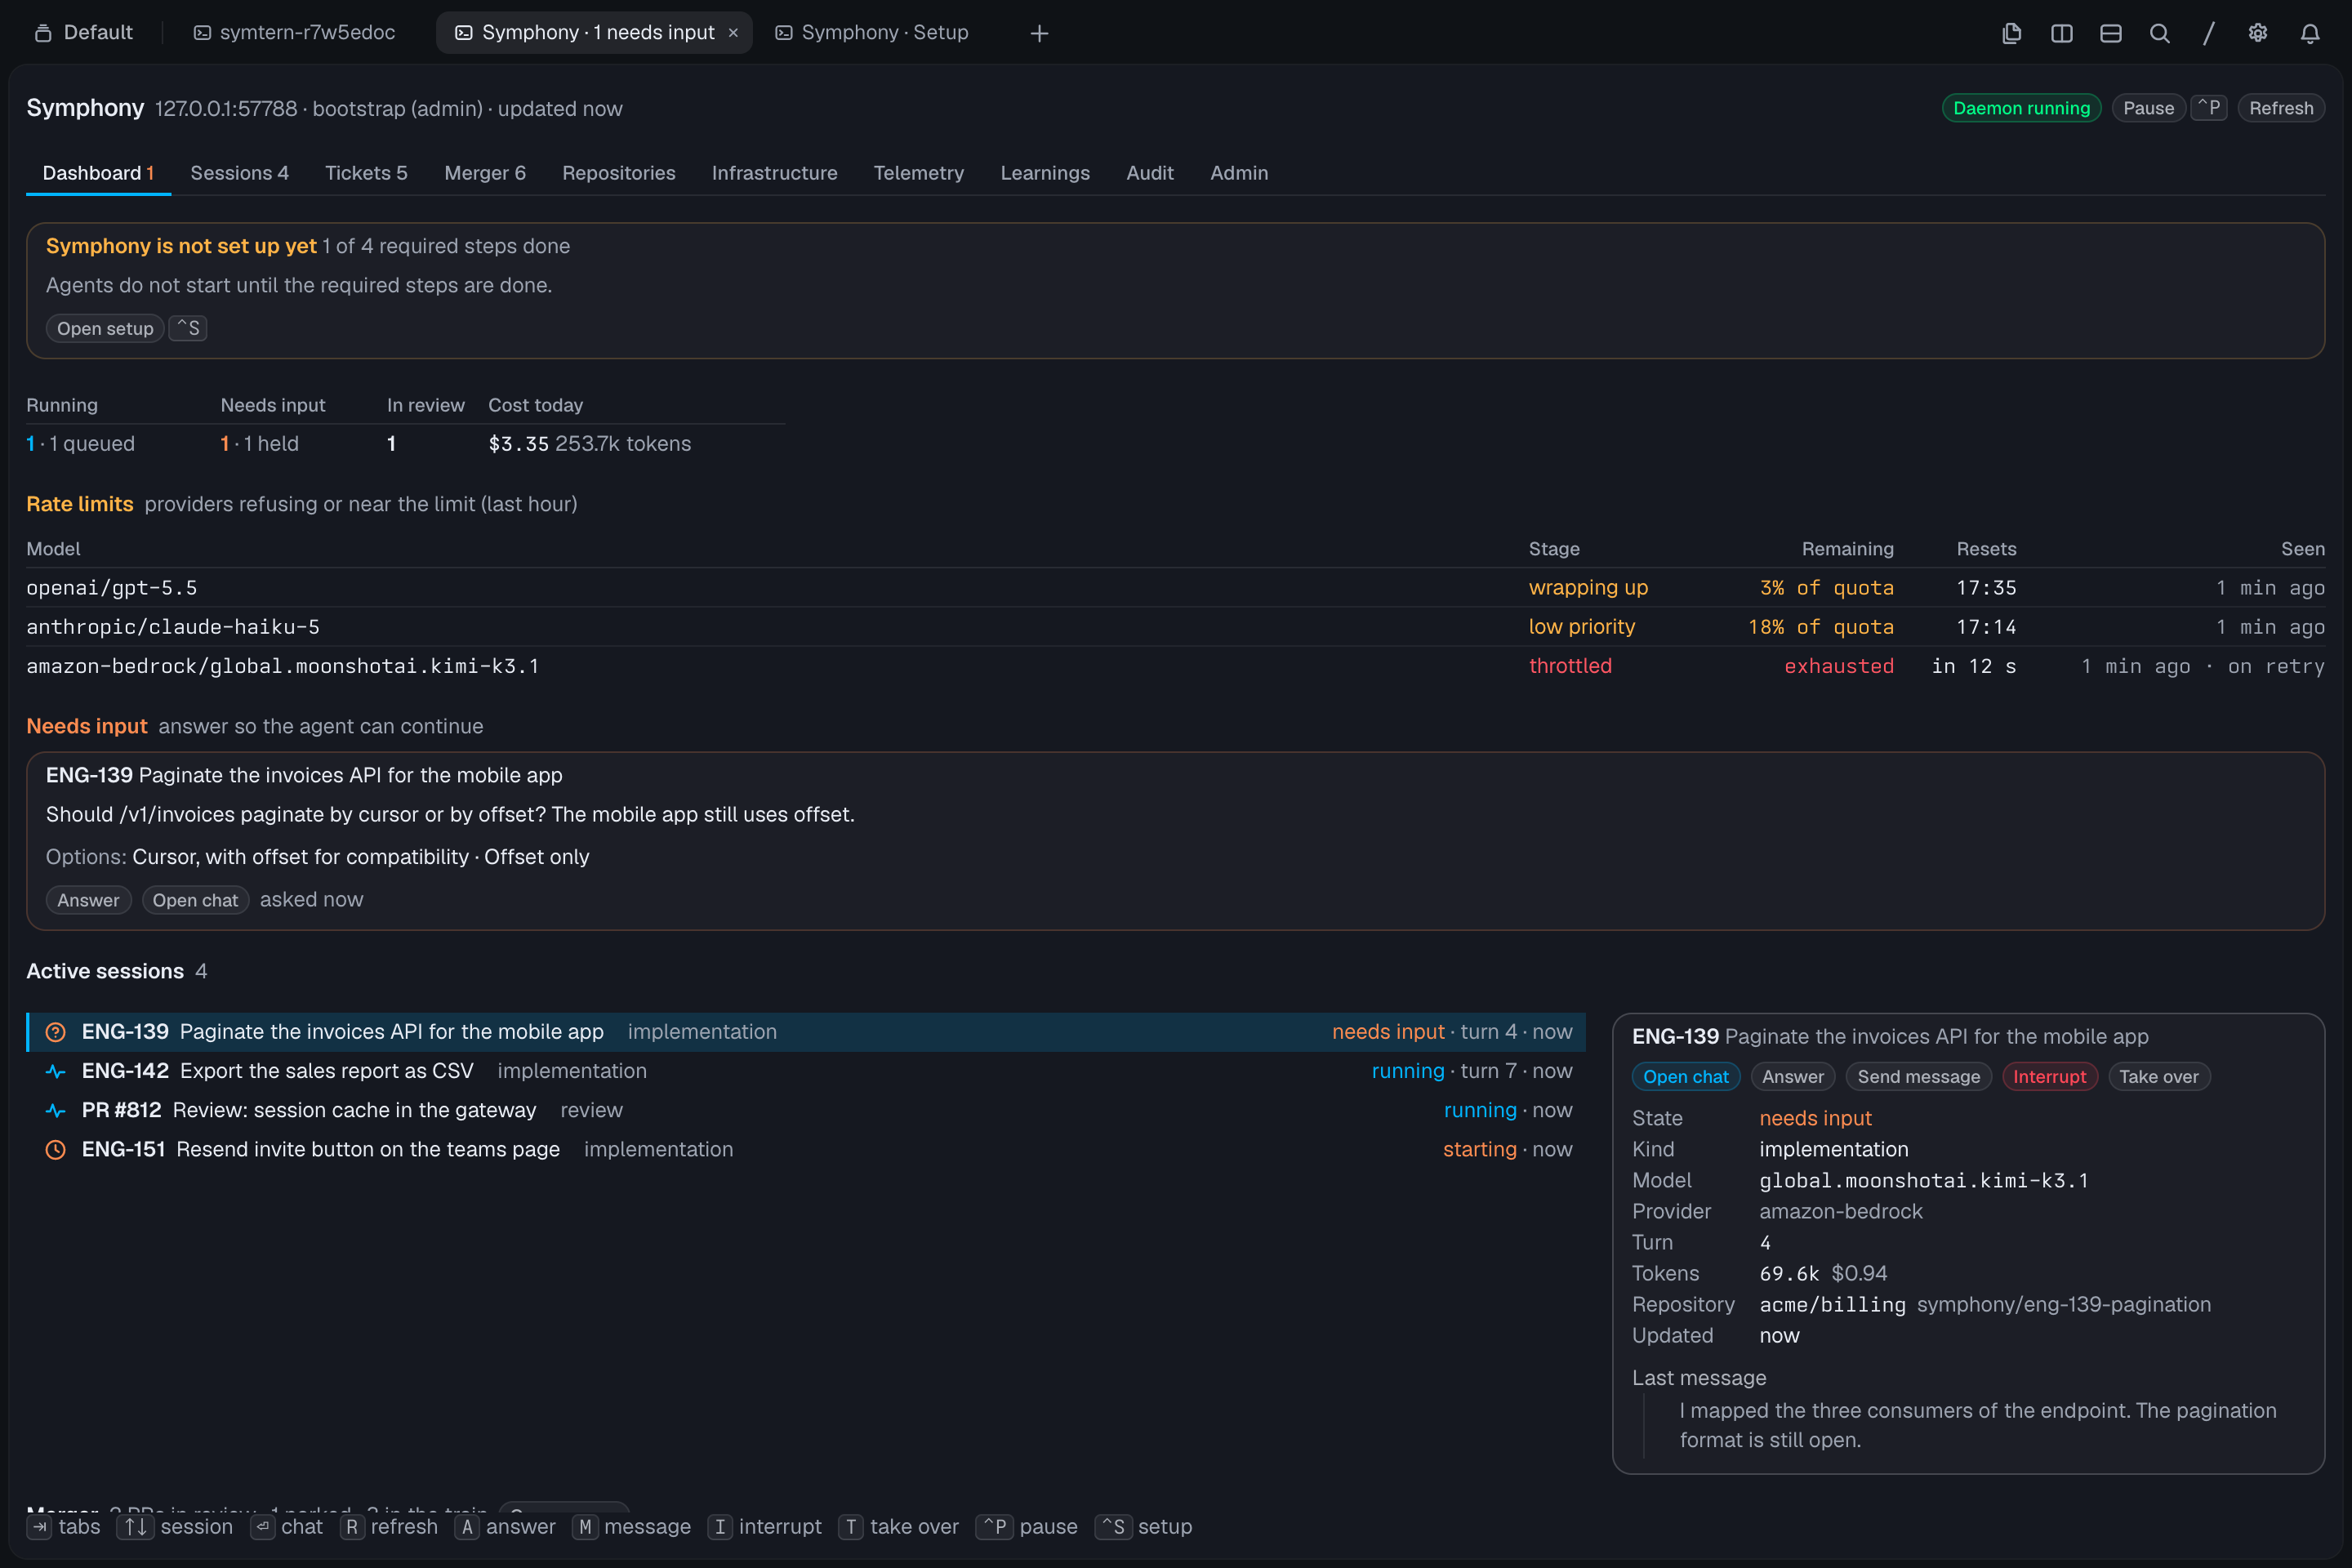 Default symtern-r7w5edoc Symphony · 1 needs input × Symphony · Setup +
Symphony 127.0.0.1:57788 · bootstrap (admin) · updated now Daemon running Pause ^P Refresh
Dashboard 1 Sessions 4 Tickets 5 Merger 6 Repositories Infrastructure Telemetry Learnings Audit Admin
Symphony is not set up yet 1 of 4 required steps done
Agents do not start until the required steps are done.
Open setup ^S
Running Needs input In review Cost today
1 · 1 queued 1 · 1 held 1 $3.35 253.7k tokens
Rate limits providers refusing or near the limit (last hour)
Model Stage Remaining Resets Seen
openai/gpt-5.5 wrapping up 3% of quota 17:35 1 min ago
anthropic/claude-haiku-5 low priority 18% of quota 17:14 1 min ago
amazon-bedrock/global.moonshotai.kimi-k3.1 throttled exhausted in 12 s 1 min ago · on retry
Needs input answer so the agent can continue
ENG-139 Paginate the invoices API for the mobile app
Should /v1/invoices paginate by cursor or by offset? The mobile app still uses offset.
Options: Cursor, with offset for compatibility · Offset only
Answer Open chat asked now
Active sessions 4
ENG-139 Paginate the invoices API for the mobile app implementation needs input · turn 4 · now
ENG-142 Export the sales report as CSV implementation running · turn 7 · now
PR #812 Review: session cache in the gateway review running · now
ENG-151 Resend invite button on the teams page implementation starting · now
ENG-139 Paginate the invoices API for the mobile app
Open chat Answer Send message Interrupt Take over
State needs input
Kind implementation
Model global.moonshotai.kimi-k3.1
Provider amazon-bedrock
Turn 4
Tokens 69.6k $0.94
Repository acme/billing symphony/eng-139-pagination
Updated now
Last message
I mapped the three consumers of the endpoint. The pagination
format is still open.
tabs ↑↓ session chat R refresh A answer M message I interrupt T take over ^P pause ^S setup